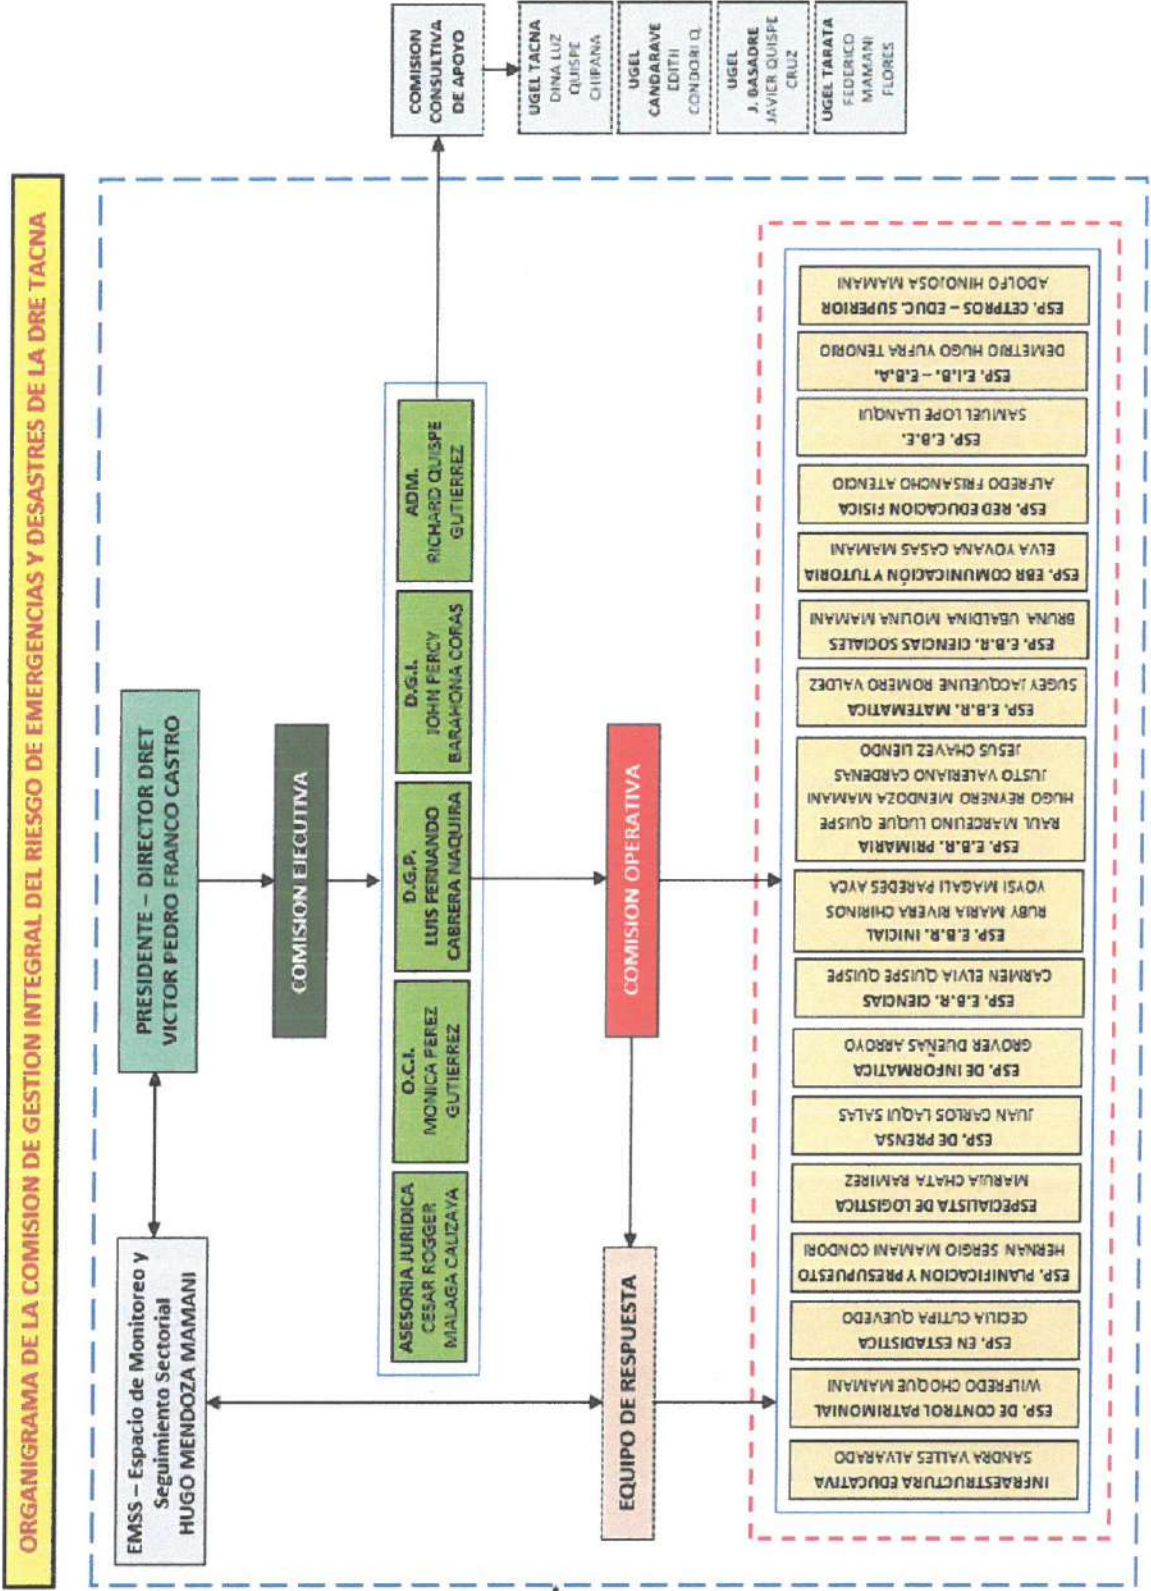 ORGANIGRAMA DE LA COMISION DE GESTION INTEGRAL DEL RIESGO DE EMERGENCIAS Y DESASTRES DE LA DRE TACNA
EMSS – Espacio de Monitoreo y
Seguimiento Sectorial
HUGO MENDOZA MAMANI
PRESIDENTE – DIRECTOR DRET
VICTOR PEDRO FRANCO CASTRO
COMISION EJECUTIVA
ASESORIA JURIDICA
CESAR ROGGER
MALAGA CALIZAYA
O.C.I.
MONICA PEREZ
GUTIERREZ
D.G.P.
LUIS FERNANDO
CABRERA NAQUIRA
D.G.I.
JOHN PERCY
BARAHONA CORAS
ADM.
RICHARD QUISPE
GUTIERREZ
COMISION
CONSULTIVA
DE APOYO
UGEL TACNA
DINA LUZ
QUISPE
CHIPANA
UGEL
CANDARAVE
EDITH
CONDORI Q.
UGEL
J. BASADRE
JAVIER QUISPE
CRUZ
UGEL TARATA
FEDERICO
MAMANI
FLORES
EQUIPO DE RESPUESTA
COMISION OPERATIVA
INFRAESTRUCTURA EDUCATIVA
SANDRA VALLES ALVARADO
ESP. DE CONTROL PATRIMONIAL
WILFREDO CHOQUE MAMANI
ESP. EN ESTADISTICA
CECILIA CUTIPA QUEVEDO
ESP. PLANIFICACION Y PRESUPUESTO
HERNAN SERGIO MAMANI CONDORI
ESPECIALISTA DE LOGISTICA
MARUJA CHATA RAMIREZ
ESP. DE PRENSA
JUAN CARLOS LAQUI SALAS
ESP. DE INFORMATICA
GROVER DUEÑAS ARROYO
ESP. E.B.R. CIENCIAS
CARMEN ELVIA QUISPE QUISPE
ESP. E.B.R. INICIAL
RUBY MARIA RIVERA CHIRINOS
YOYSI MAGALI PAREDES AYCA
ESP. E.B.R. PRIMARIA
RAUL MARCELINO LUQUE QUISPE
HUGO REYNERO MENDOZA MAMANI
JUSTO VALERIANO CARDENAS
JESUS CHAVEZ LIENDO
ESP. E.B.R. MATEMATICA
SUGEY JACQUELINE ROMERO VALDEZ
ESP. E.B.R. CIENCIAS SOCIALES
BRUNA UBALDINA MOLINA MAMANI
ESP. EBR COMUNICACIÓN Y TUTORIA
ELVA YOVANA CASAS MAMANI
ESP. RED EDUCACION FISICA
ALFREDO FRISANCHO ATENCIO
ESP. E.B.E.
SAMUEL LOPE LLANQUI
ESP. E.I.B. – E.B.A.
DEMETRIO HUGO YUFRA TENORIO
ESP. CETPROS – EDUC. SUPERIOR
ADOLFO HINOJOSA MAMANI